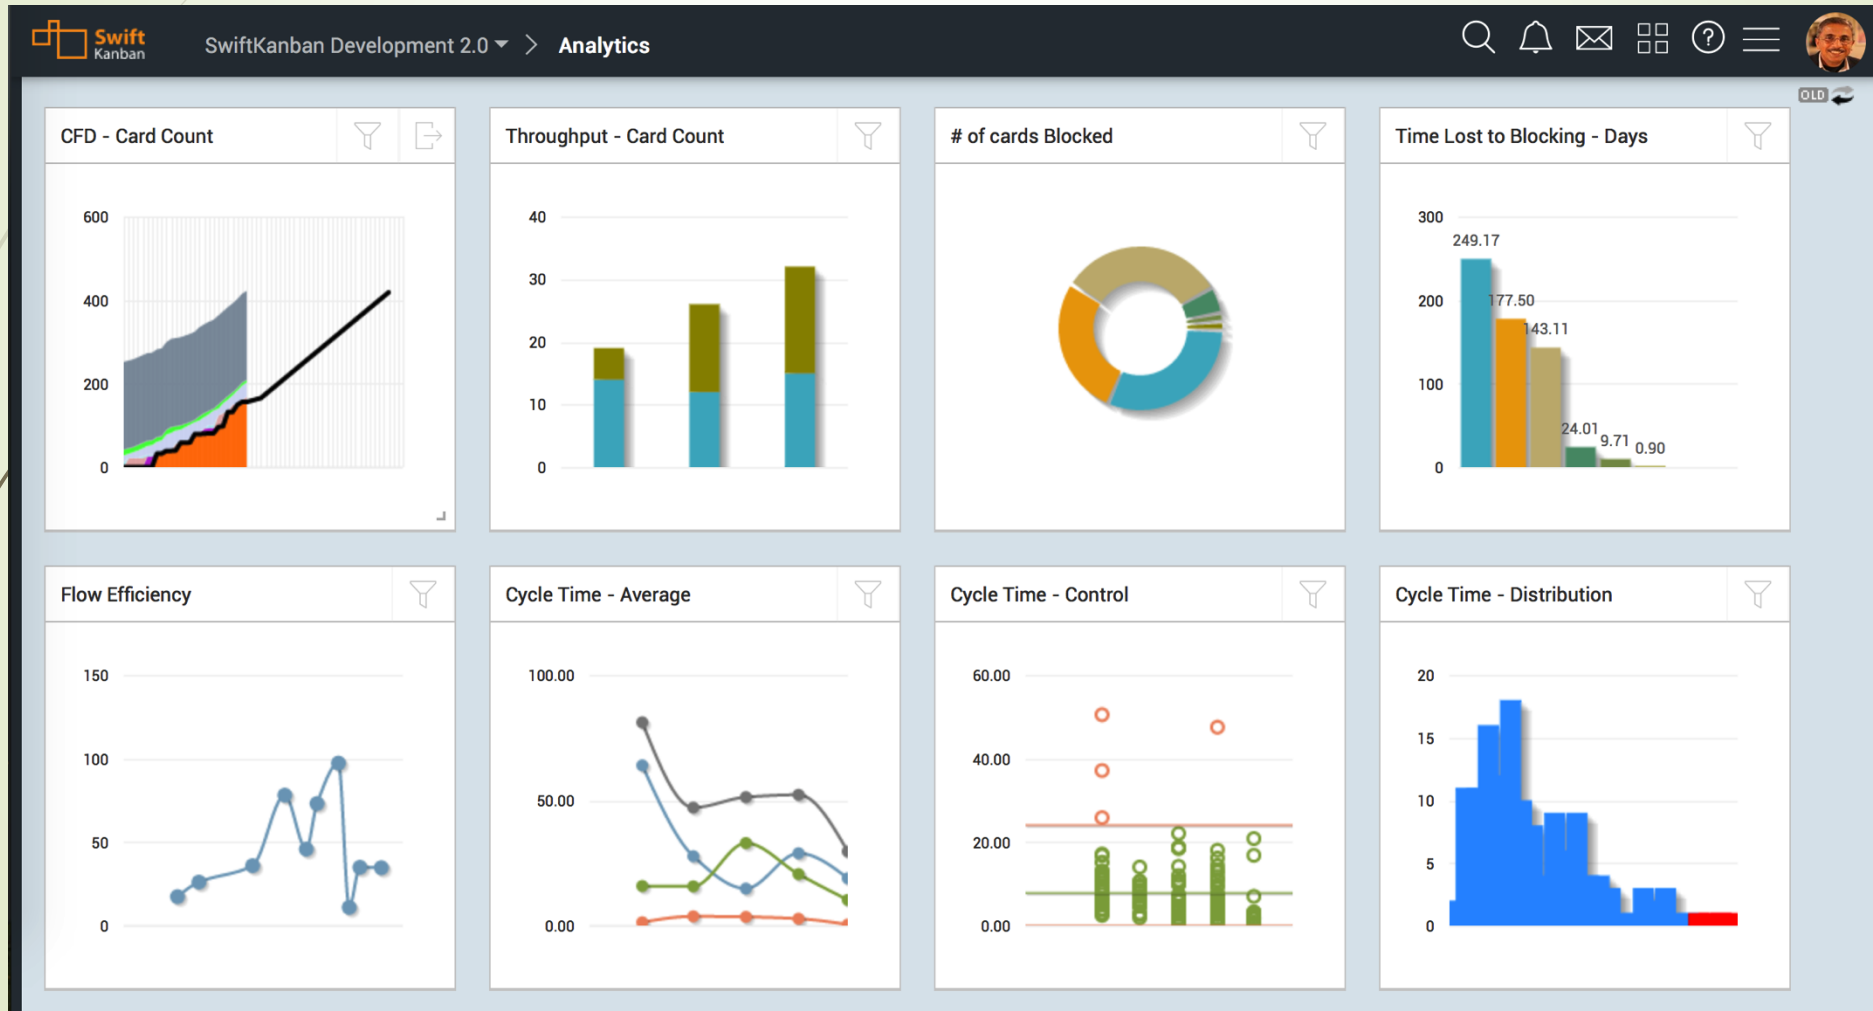 Swift
Kanban
SwiftKanban Development 2.0
Analytics
?
OLD
CFD - Card Count
600
400
200
0
Throughput - Card Count
40
30
20
10
0
# of cards Blocked
Time Lost to Blocking - Days
300
200
100
0
249.17
177.50
143.11
24.01
9.71
0.90
Flow Efficiency
150
100
50
0
Cycle Time - Average
100.00
50.00
0.00
Cycle Time - Control
60.00
40.00
20.00
0.00
Cycle Time - Distribution
20
15
10
5
0